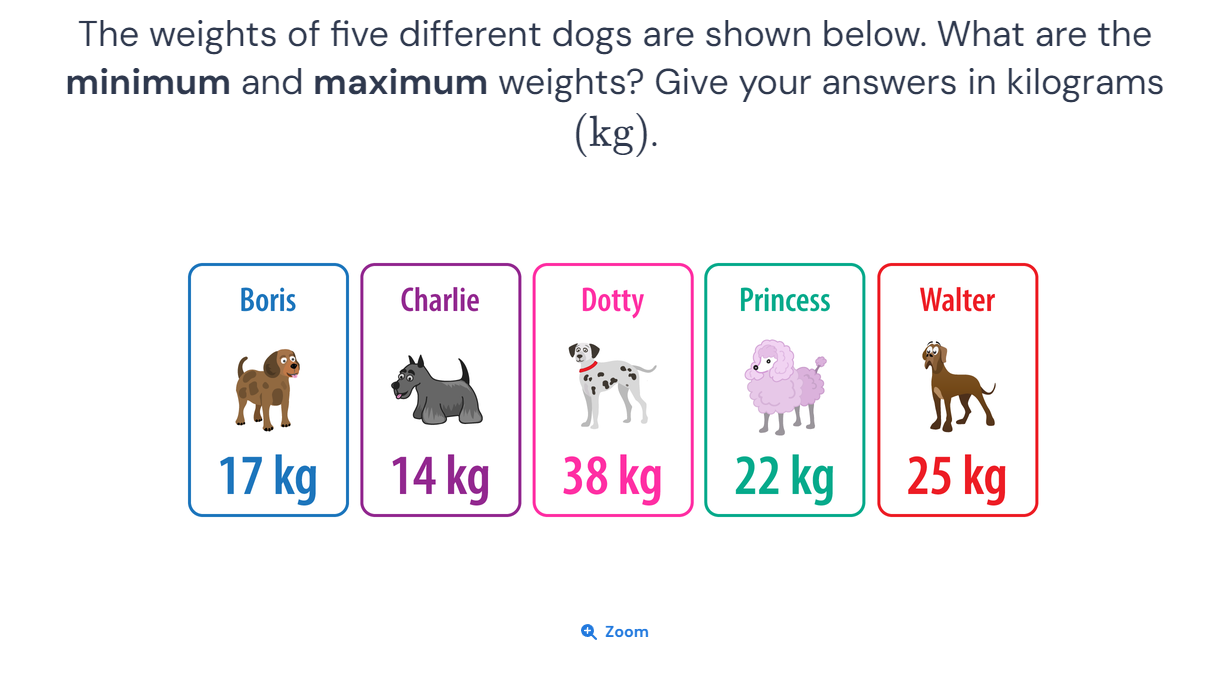 The weights of five different dogs are shown below. What are the
minimum and maximum weights? Give your answers in kilograms
(kg).
Boris
Charlie
Dotty
Princess
Walter
17 kg
14 kg
38 kg
22 kg
25 kg
Zoom